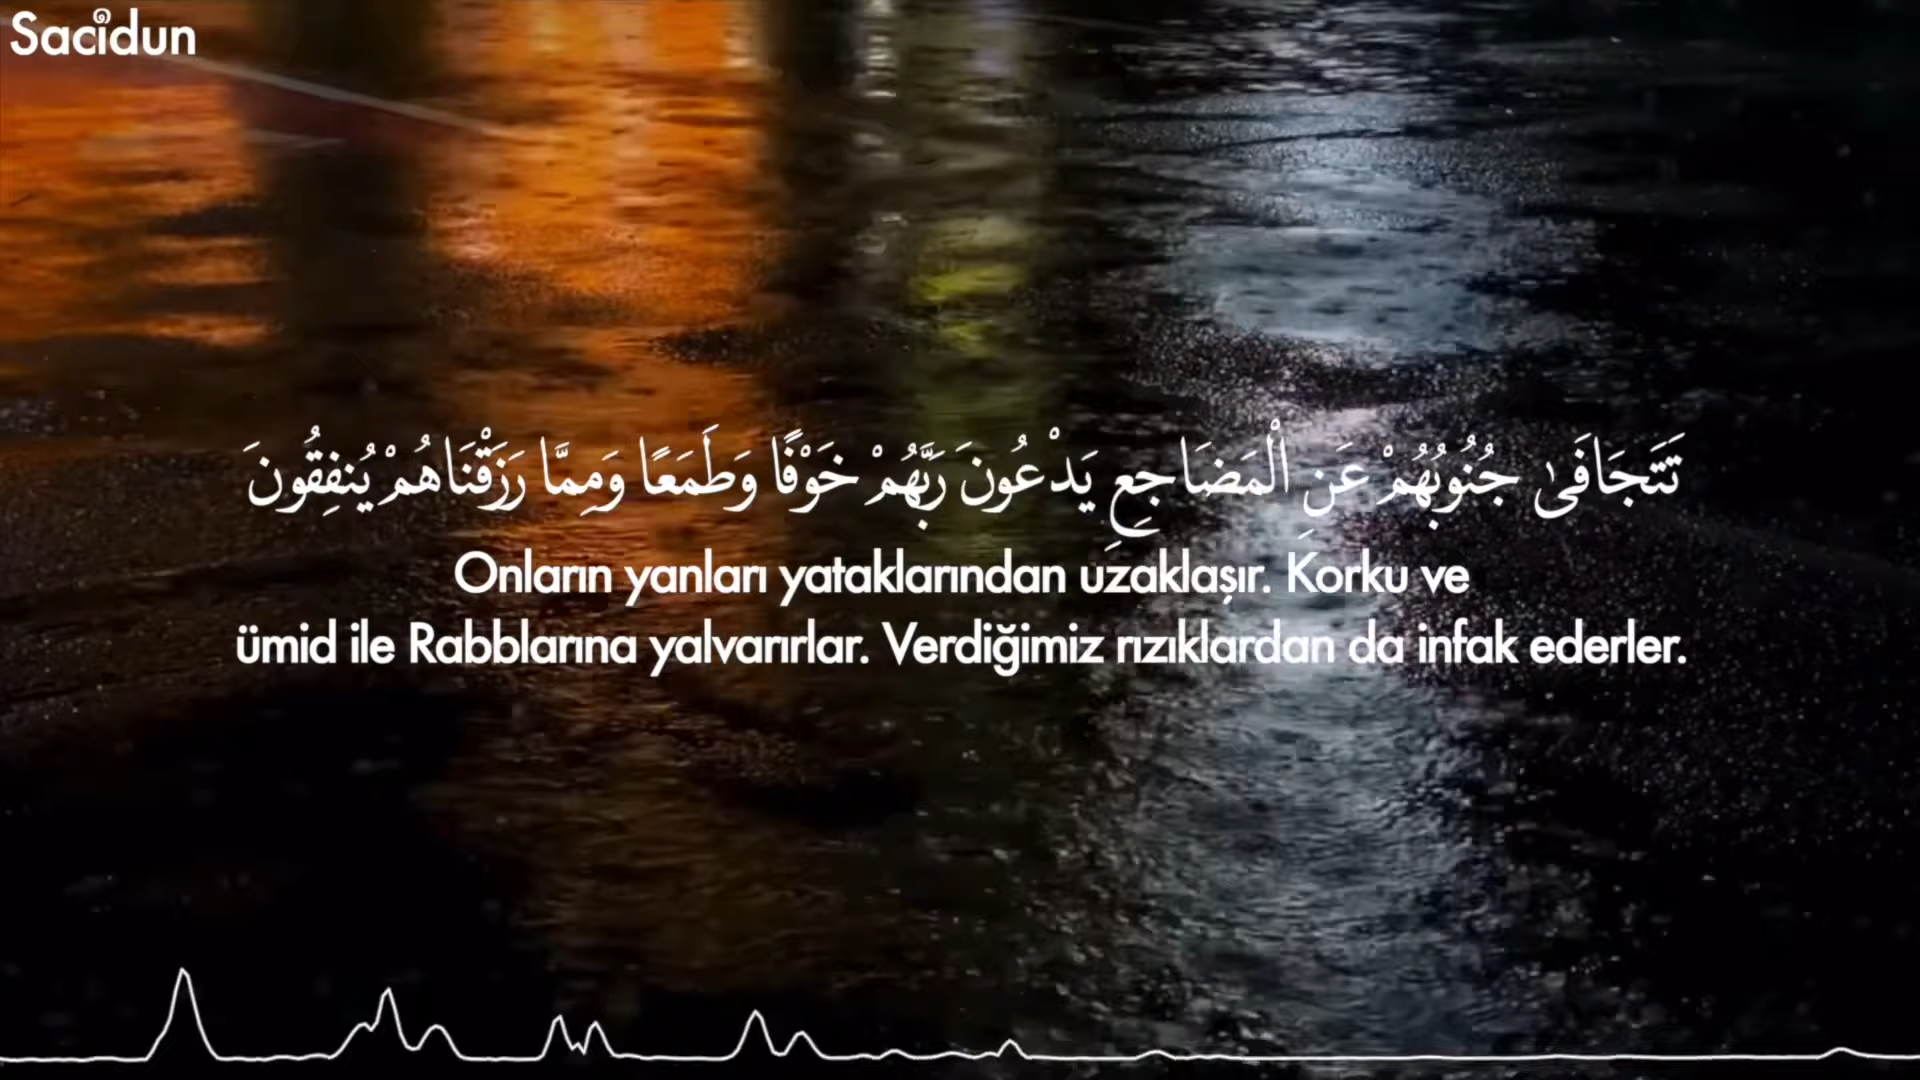 Sacidun
تَتَجَافَىٰ جُنُوبُهُمْ عَنِ الْمَضَاجِعِ يَدْعُونَ رَبَّهُمْ خَوْفًا وَطَمَعًا وَمِمَّا رَزَقْنَاهُمْ يُنفِقُونَ
Onların yanları yataklarından uzaklaşır. Korku ve
ümid ile Rabblarına yalvarırlar. Verdiğimiz rızıklardan da infak ederler.